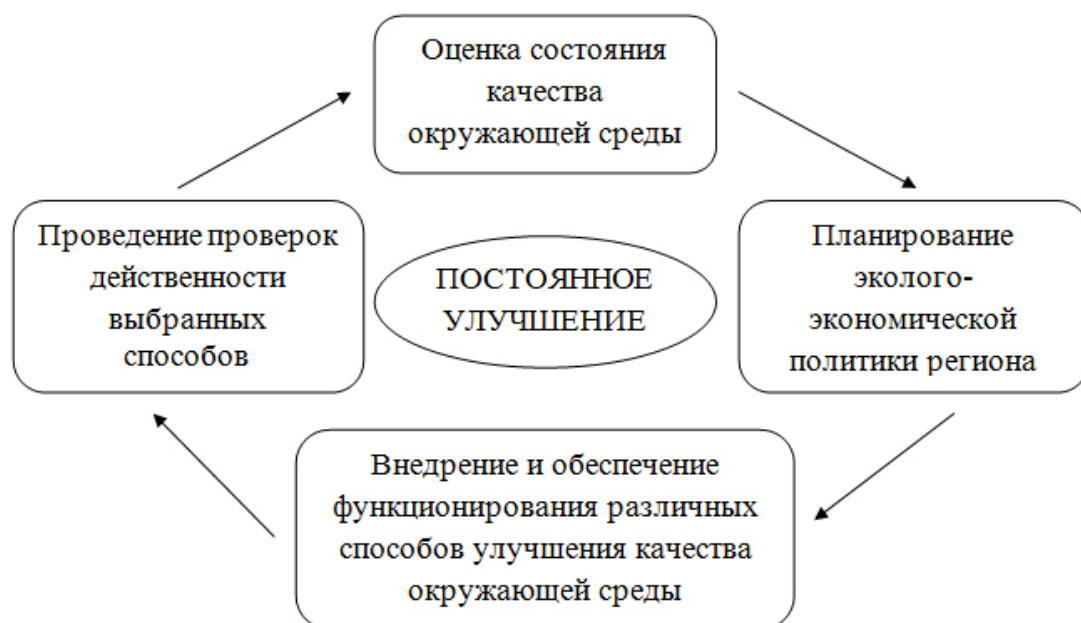 Оценка состояния
качества
окружающей среды
Проведение проверок
действенности
выбранных
способов
ПОСТОЯННОЕ
УЛУЧШЕНИЕ
Планирование
эколого-
экономической
политики региона
Внедрение и обеспечение
функционирования различных
способов улучшения качества
окружающей среды